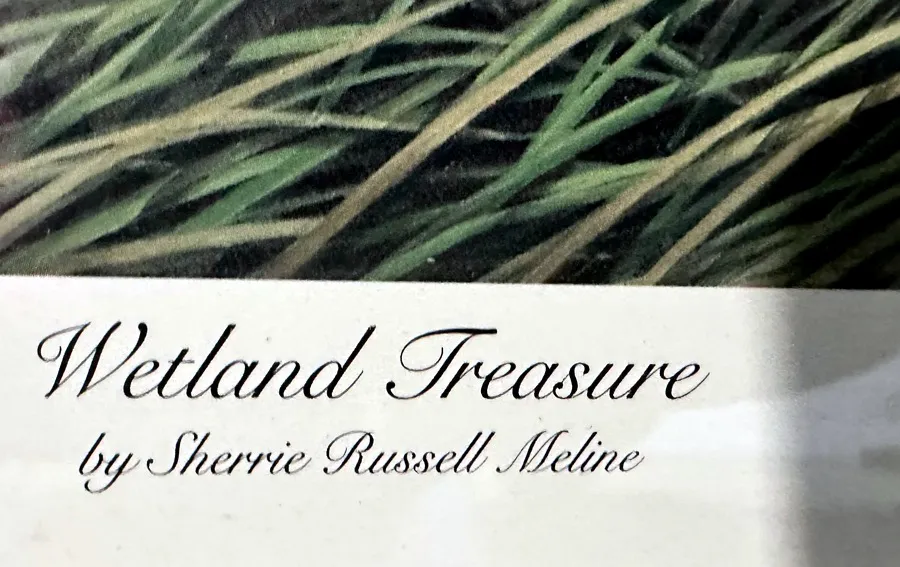 Wetland Treasure
by Sherrie Russell Meline